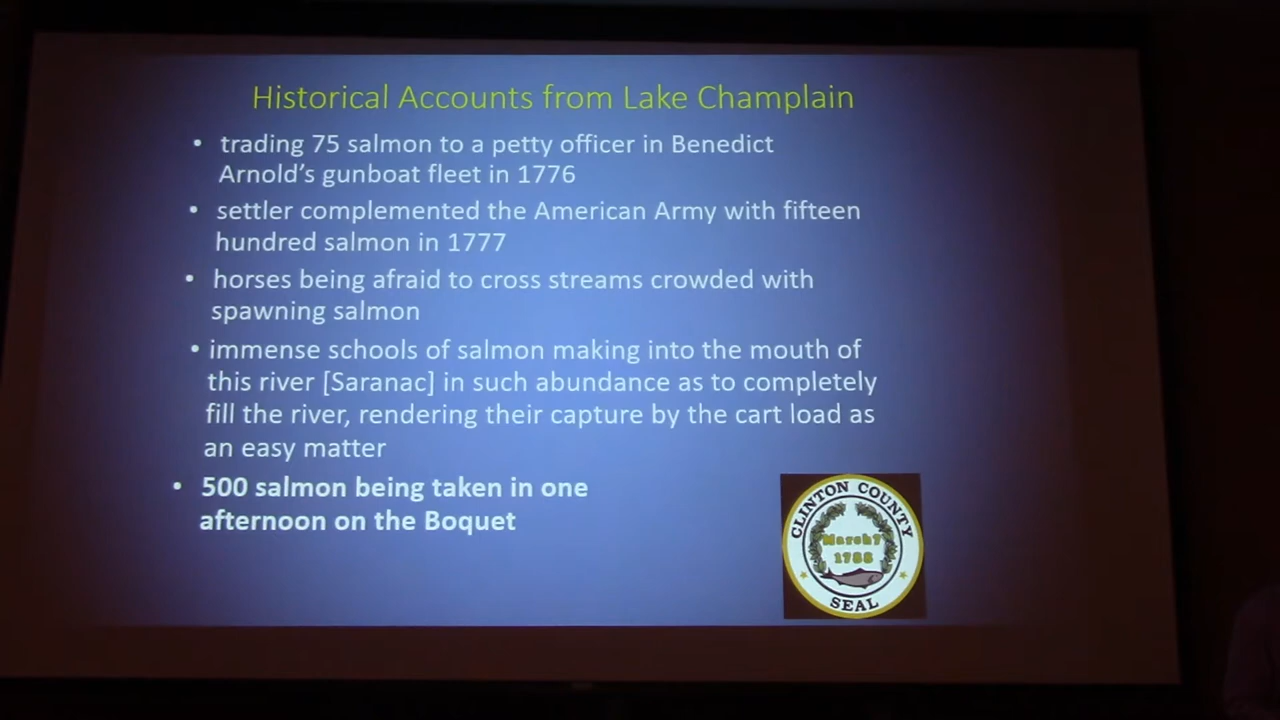 Historical Accounts from Lake Champlain
• trading 75 salmon to a petty officer in Benedict
Arnold's gunboat fleet in 1776
• settler complemented the American Army with fifteen
hundred salmon in 1777
• horses being afraid to cross streams crowded with
spawning salmon
• immense schools of salmon making into the mouth of
this river [Saranac] in such abundance as to completely
fill the river, rendering their capture by the cart load as
an easy matter
• 500 salmon being taken in one
afternoon on the Boquet
CLINTON COUNTY
March 7
1788
SEAL